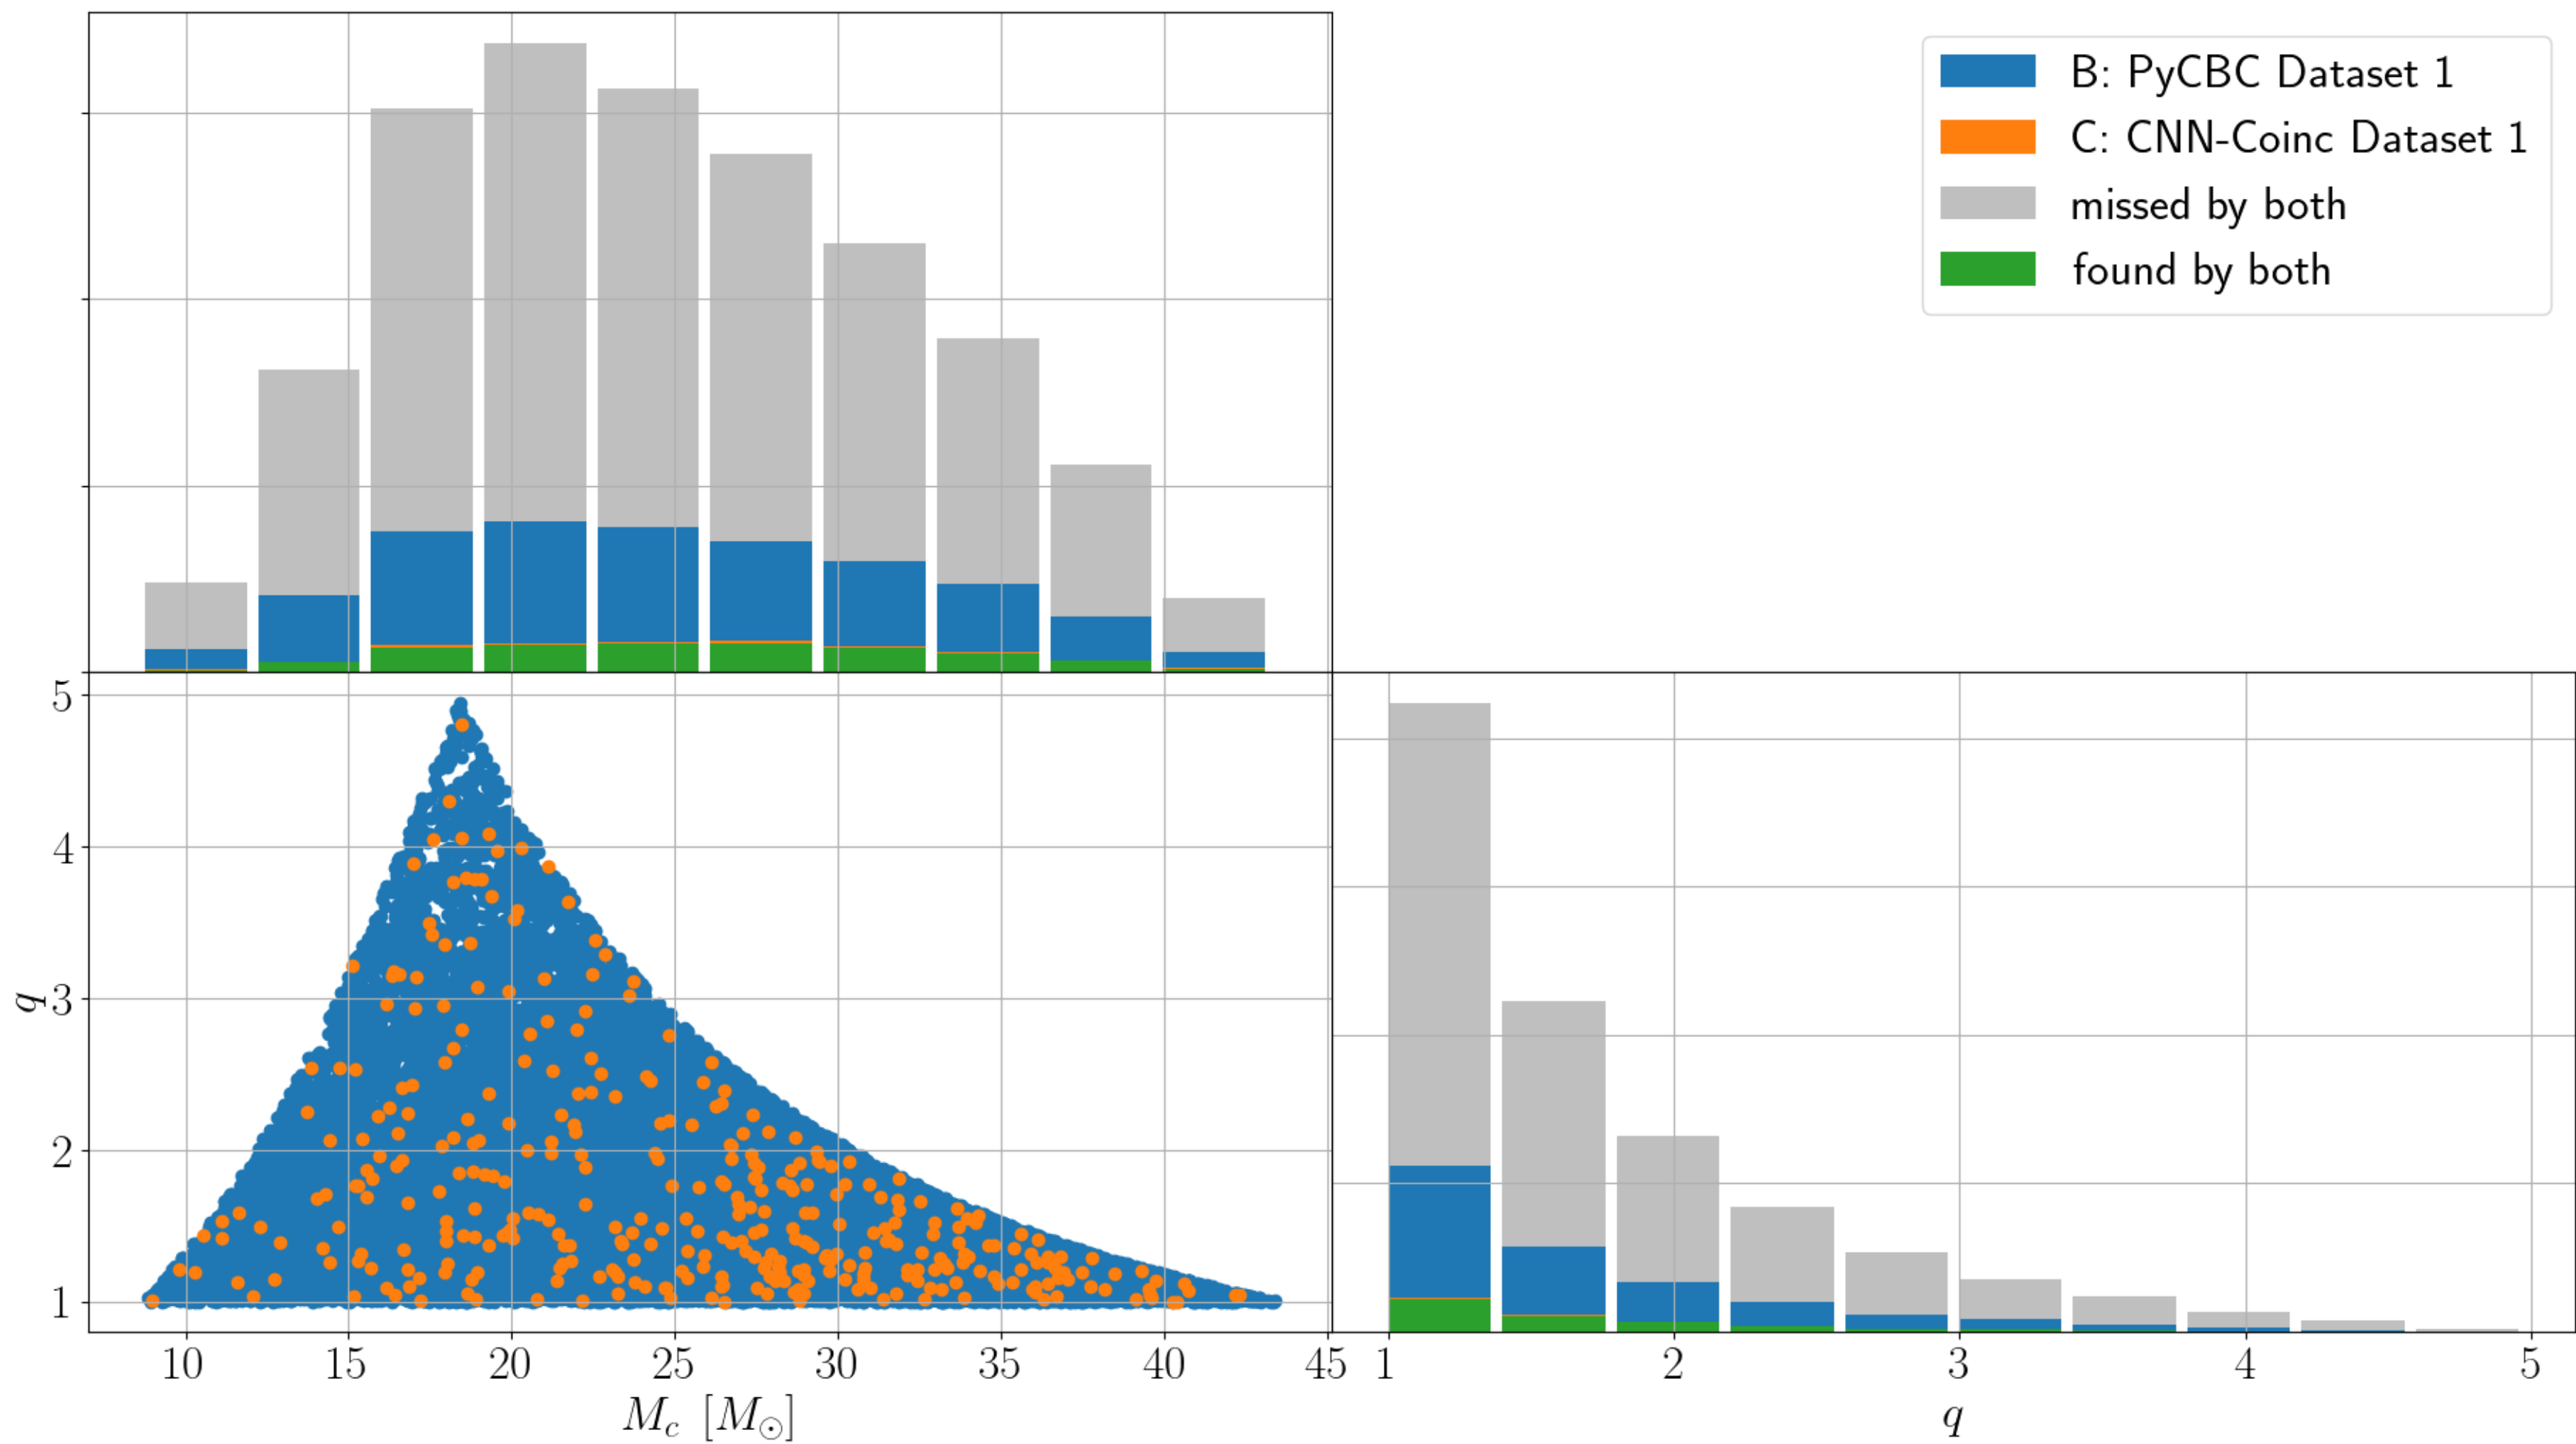 B: PyCBC Dataset 1
C: CNN-Coinc Dataset 1
missed by both
found by both
5
4
3
2
1
q
10 15 20 25 30 35 40 45
M_c [M_⊙]
1 2 3 4 5
q